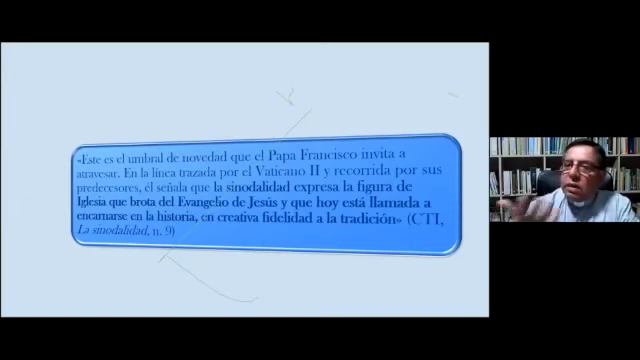 «Este es el umbral de novedad que el Papa Francisco invita a
atravesar. En la línea trazada por el Vaticano II y recorrida por sus
predecesores, él señala que la sinodalidad expresa la figura de
Iglesia que brota del Evangelio de Jesús y que hoy está llamada a
encarnarse en la historia, en creativa fidelidad a la tradición» (CTI,
La sinodalidad, n. 9)